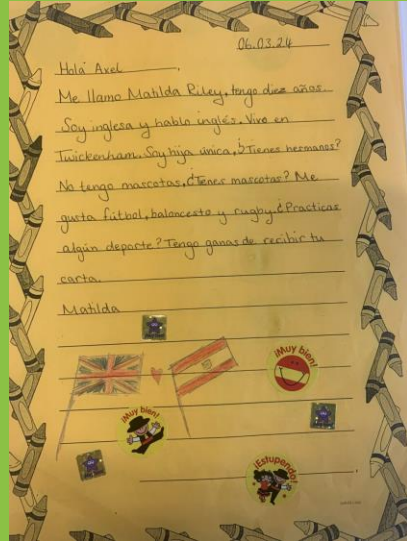 06.03.24
Hola Axel,
Me llamo Matilda Riley, tengo diez años.
Soy inglesa y hablo inglés. Vivo en
Twickenham. Soy hija única, ¿Tienes hermanos?
No tengo mascotas, ¿Tienes mascotas? Me
gusta fútbol, baloncesto y rugby. ¿Practicas
algún deporte? Tengo ganas de recibir tu
carta.
Matilda
¡Muy bien!
¡Muy bien!
¡Estupendo!